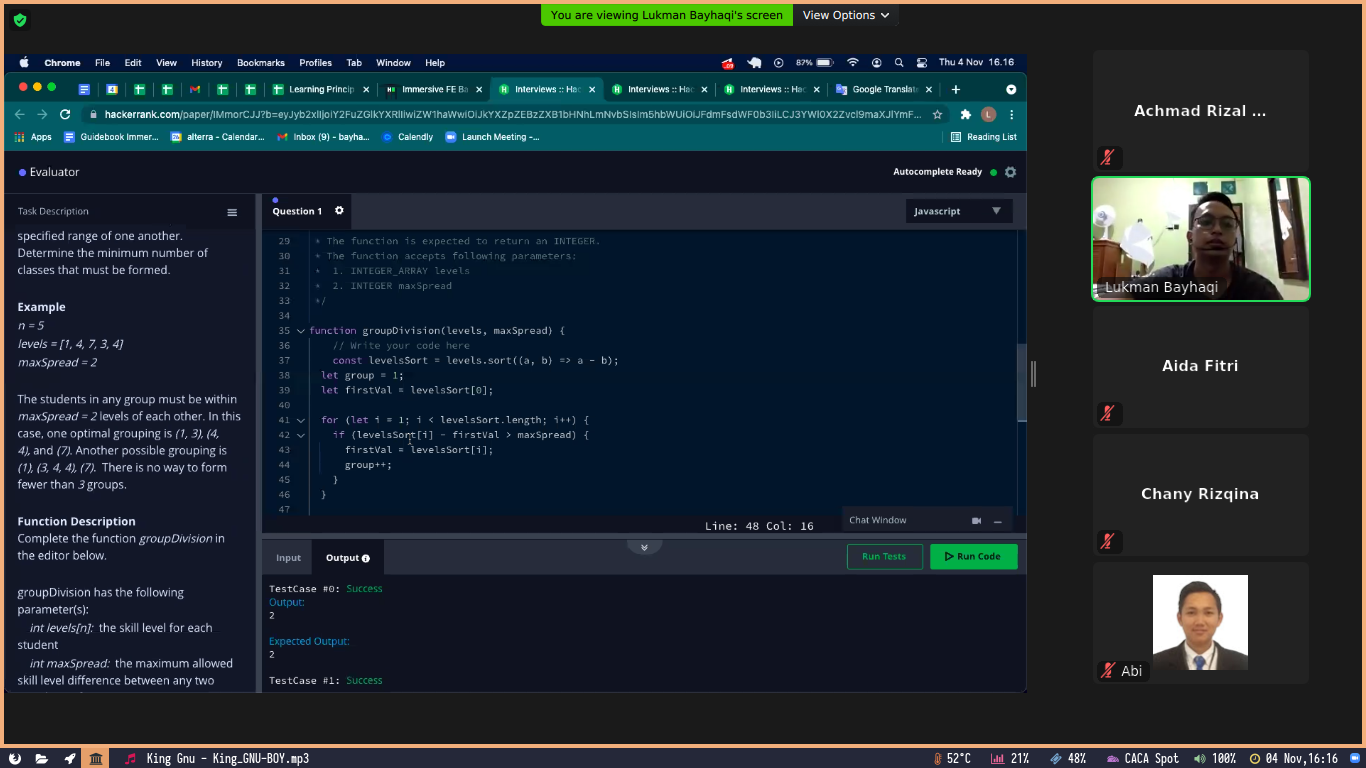 You are viewing Lukman Bayhaqi's screen
View Options
Chrome File Edit View History Bookmarks Profiles Tab Window Help
87% Thu 4 Nov 16.16
Learning Princip
Immersive FE Ba
Interviews :: Hac
Interviews :: Hac
Interviews :: Hac
Google Translat
Apps
Guidebook Immer...
alterra - Calendar...
Inbox (9) - bayha...
Calendly
Launch Meeting -...
Reading List
Evaluator
Autocomplete Ready
Task Description
specified range of one another.
Determine the minimum number of
classes that must be formed.
Example
n = 5
levels = [1, 4, 7, 3, 4]
maxSpread = 2
The students in any group must be within
maxSpread = 2 levels of each other. In this
case, one optimal grouping is (1, 3), (4,
4), and (7). Another possible grouping is
(1), (3, 4, 4), (7). There is no way to form
fewer than 3 groups.
Function Description
Complete the function groupDivision in
the editor below.
groupDivision has the following
parameter(s):
int levels[n]: the skill level for each
student
int maxSpread: the maximum allowed
skill level difference between any two
Question 1
Javascript
29 * The function is expected to return an INTEGER.
30 * The function accepts following parameters:
31 * 1. INTEGER_ARRAY levels
32 * 2. INTEGER maxSpread
33 */
34
35 function groupDivision(levels, maxSpread) {
36 // Write your code here
37 const levelsSort = levels.sort((a, b) => a - b);
38 let group = 1;
39 let firstVal = levelsSort[0];
40
41 for (let i = 1; i < levelsSort.length; i++) {
42 if (levelsSort[i] - firstVal > maxSpread) {
43 firstVal = levelsSort[i];
44 group++;
45 }
46 }
47
Line: 48 Col: 16
Chat Window
Input
Output
Run Tests
Run Code
TestCase #0: Success
Output:
2
Expected Output:
2
TestCase #1: Success
Achmad Rizal ...
Lukman Bayhaqi
Aida Fitri
Chany Rizqina
Abi
King Gnu - King_GNU-BOY.mp3
52°C
21%
48%
CACA Spot
100%
04 Nov,16:16